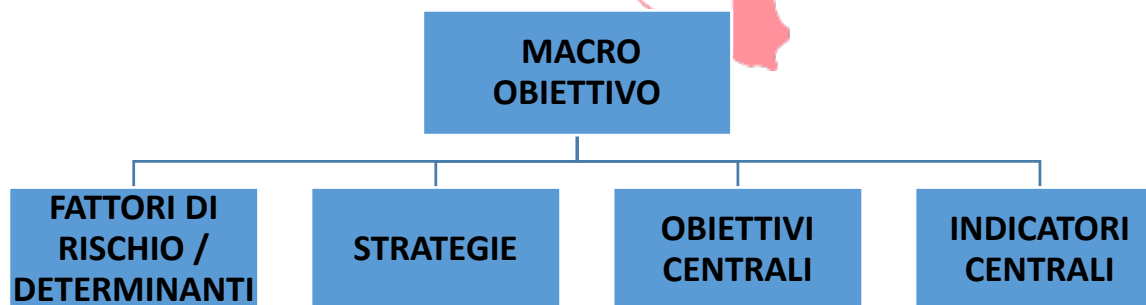 MACRO
OBIETTIVO
FATTORI DI
RISCHIO /
DETERMINANTI
STRATEGIE
OBIETTIVI
CENTRALI
INDICATORI
CENTRALI